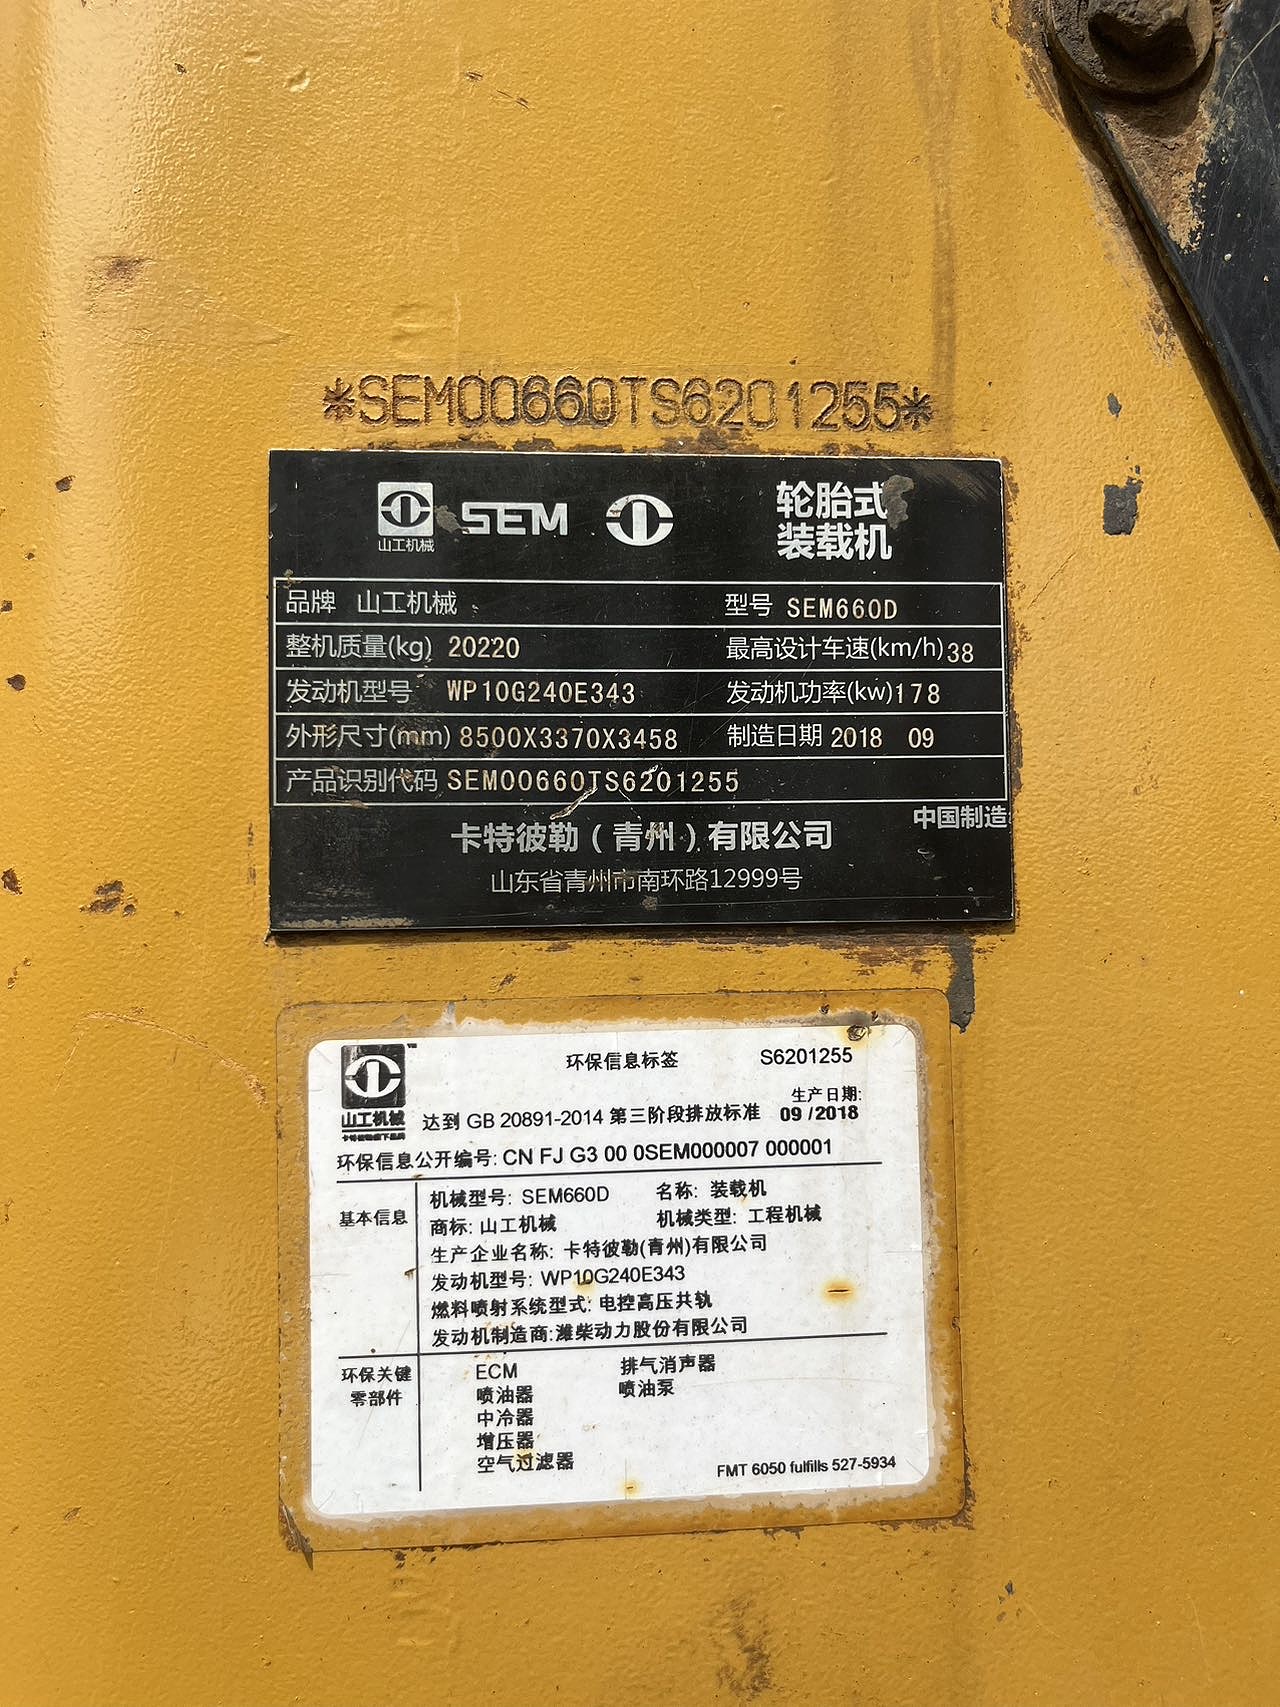 *SEM00660TS6201255*
山工机械 SEM 轮胎式
装载机
品牌 山工机械 型号 SEM660D
整机质量(kg) 20220 最高设计车速(km/h) 38
发动机型号 WP10G240E343 发动机功率(kw) 178
外形尺寸(mm) 8500X3370X3458 制造日期 2018 09
产品识别代码 SEM00660TS6201255
中国制造
卡特彼勒（青州）有限公司
山东省青州市南环路12999号
环保信息标签 S6201255
山工机械 TM
卡特彼勒旗下品牌
生产日期:
达到 GB 20891-2014 第三阶段排放标准 09 /2018
环保信息公开编号: CN FJ G3 00 0SEM000007 000001
基本信息
机械型号: SEM660D 名称: 装载机
商标: 山工机械 机械类型: 工程机械
生产企业名称: 卡特彼勒(青州)有限公司
发动机型号: WP10G240E343
燃料喷射系统型式: 电控高压共轨
发动机制造商:潍柴动力股份有限公司
环保关键
零部件
ECM 排气消声器
喷油器 喷油泵
中冷器
增压器
空气过滤器
FMT 6050 fulfills 527-5934